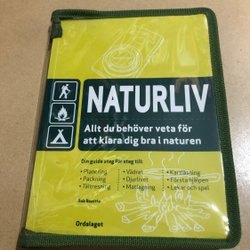 NATURLIV
Allt du behöver veta för
att klara dig bra i naturen
Din guide steg för steg till:
• Planering
• Packning
• Tältresning
• Vädret
• Djurlivet
• Matlagning
• Kartläsning
• Första hjälpen
• Lekar och spel
Ordalaget